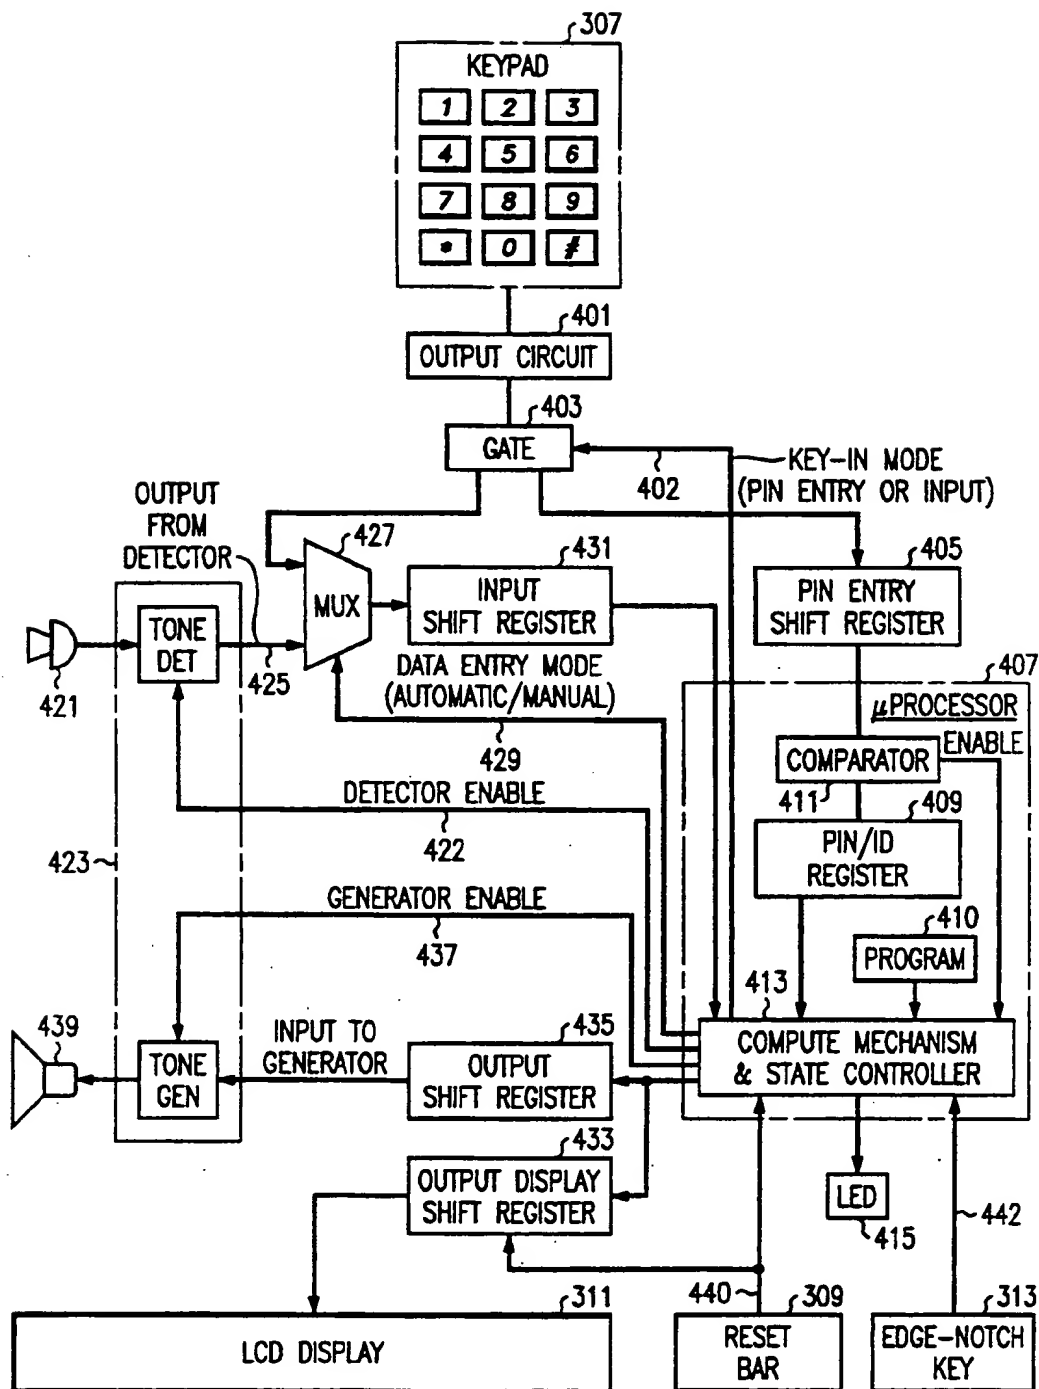 307
KEYPAD
1 2 3
4 5 6
7 8 9
* 0 #
401
OUTPUT CIRCUIT
403
GATE
402
KEY-IN MODE
(PIN ENTRY OR INPUT)
OUTPUT
FROM
DETECTOR
427
MUX
431
INPUT
SHIFT REGISTER
405
PIN ENTRY
SHIFT REGISTER
TONE
DET
421
425
DATA ENTRY MODE
(AUTOMATIC/MANUAL)
429
407
μPROCESSOR
ENABLE
COMPARATOR
411
409
PIN/ID
REGISTER
DETECTOR ENABLE
422
423
GENERATOR ENABLE
437
410
PROGRAM
413
COMPUTE MECHANISM
& STATE CONTROLLER
439
TONE
GEN
INPUT TO
GENERATOR
435
OUTPUT
SHIFT REGISTER
433
OUTPUT DISPLAY
SHIFT REGISTER
LED
415
442
440
311
LCD DISPLAY
309
RESET
BAR
313
EDGE-NOTCH
KEY